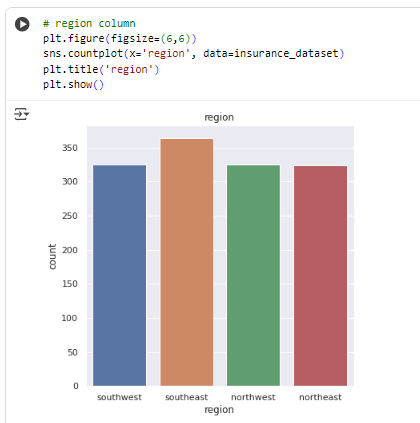 # region column
plt.figure(figsize=(6,6))
sns.countplot(x='region', data=insurance_dataset)
plt.title('region')
plt.show()
region
350
300
250
200
150
100
50
0
count
southwest southeast northwest northeast
region